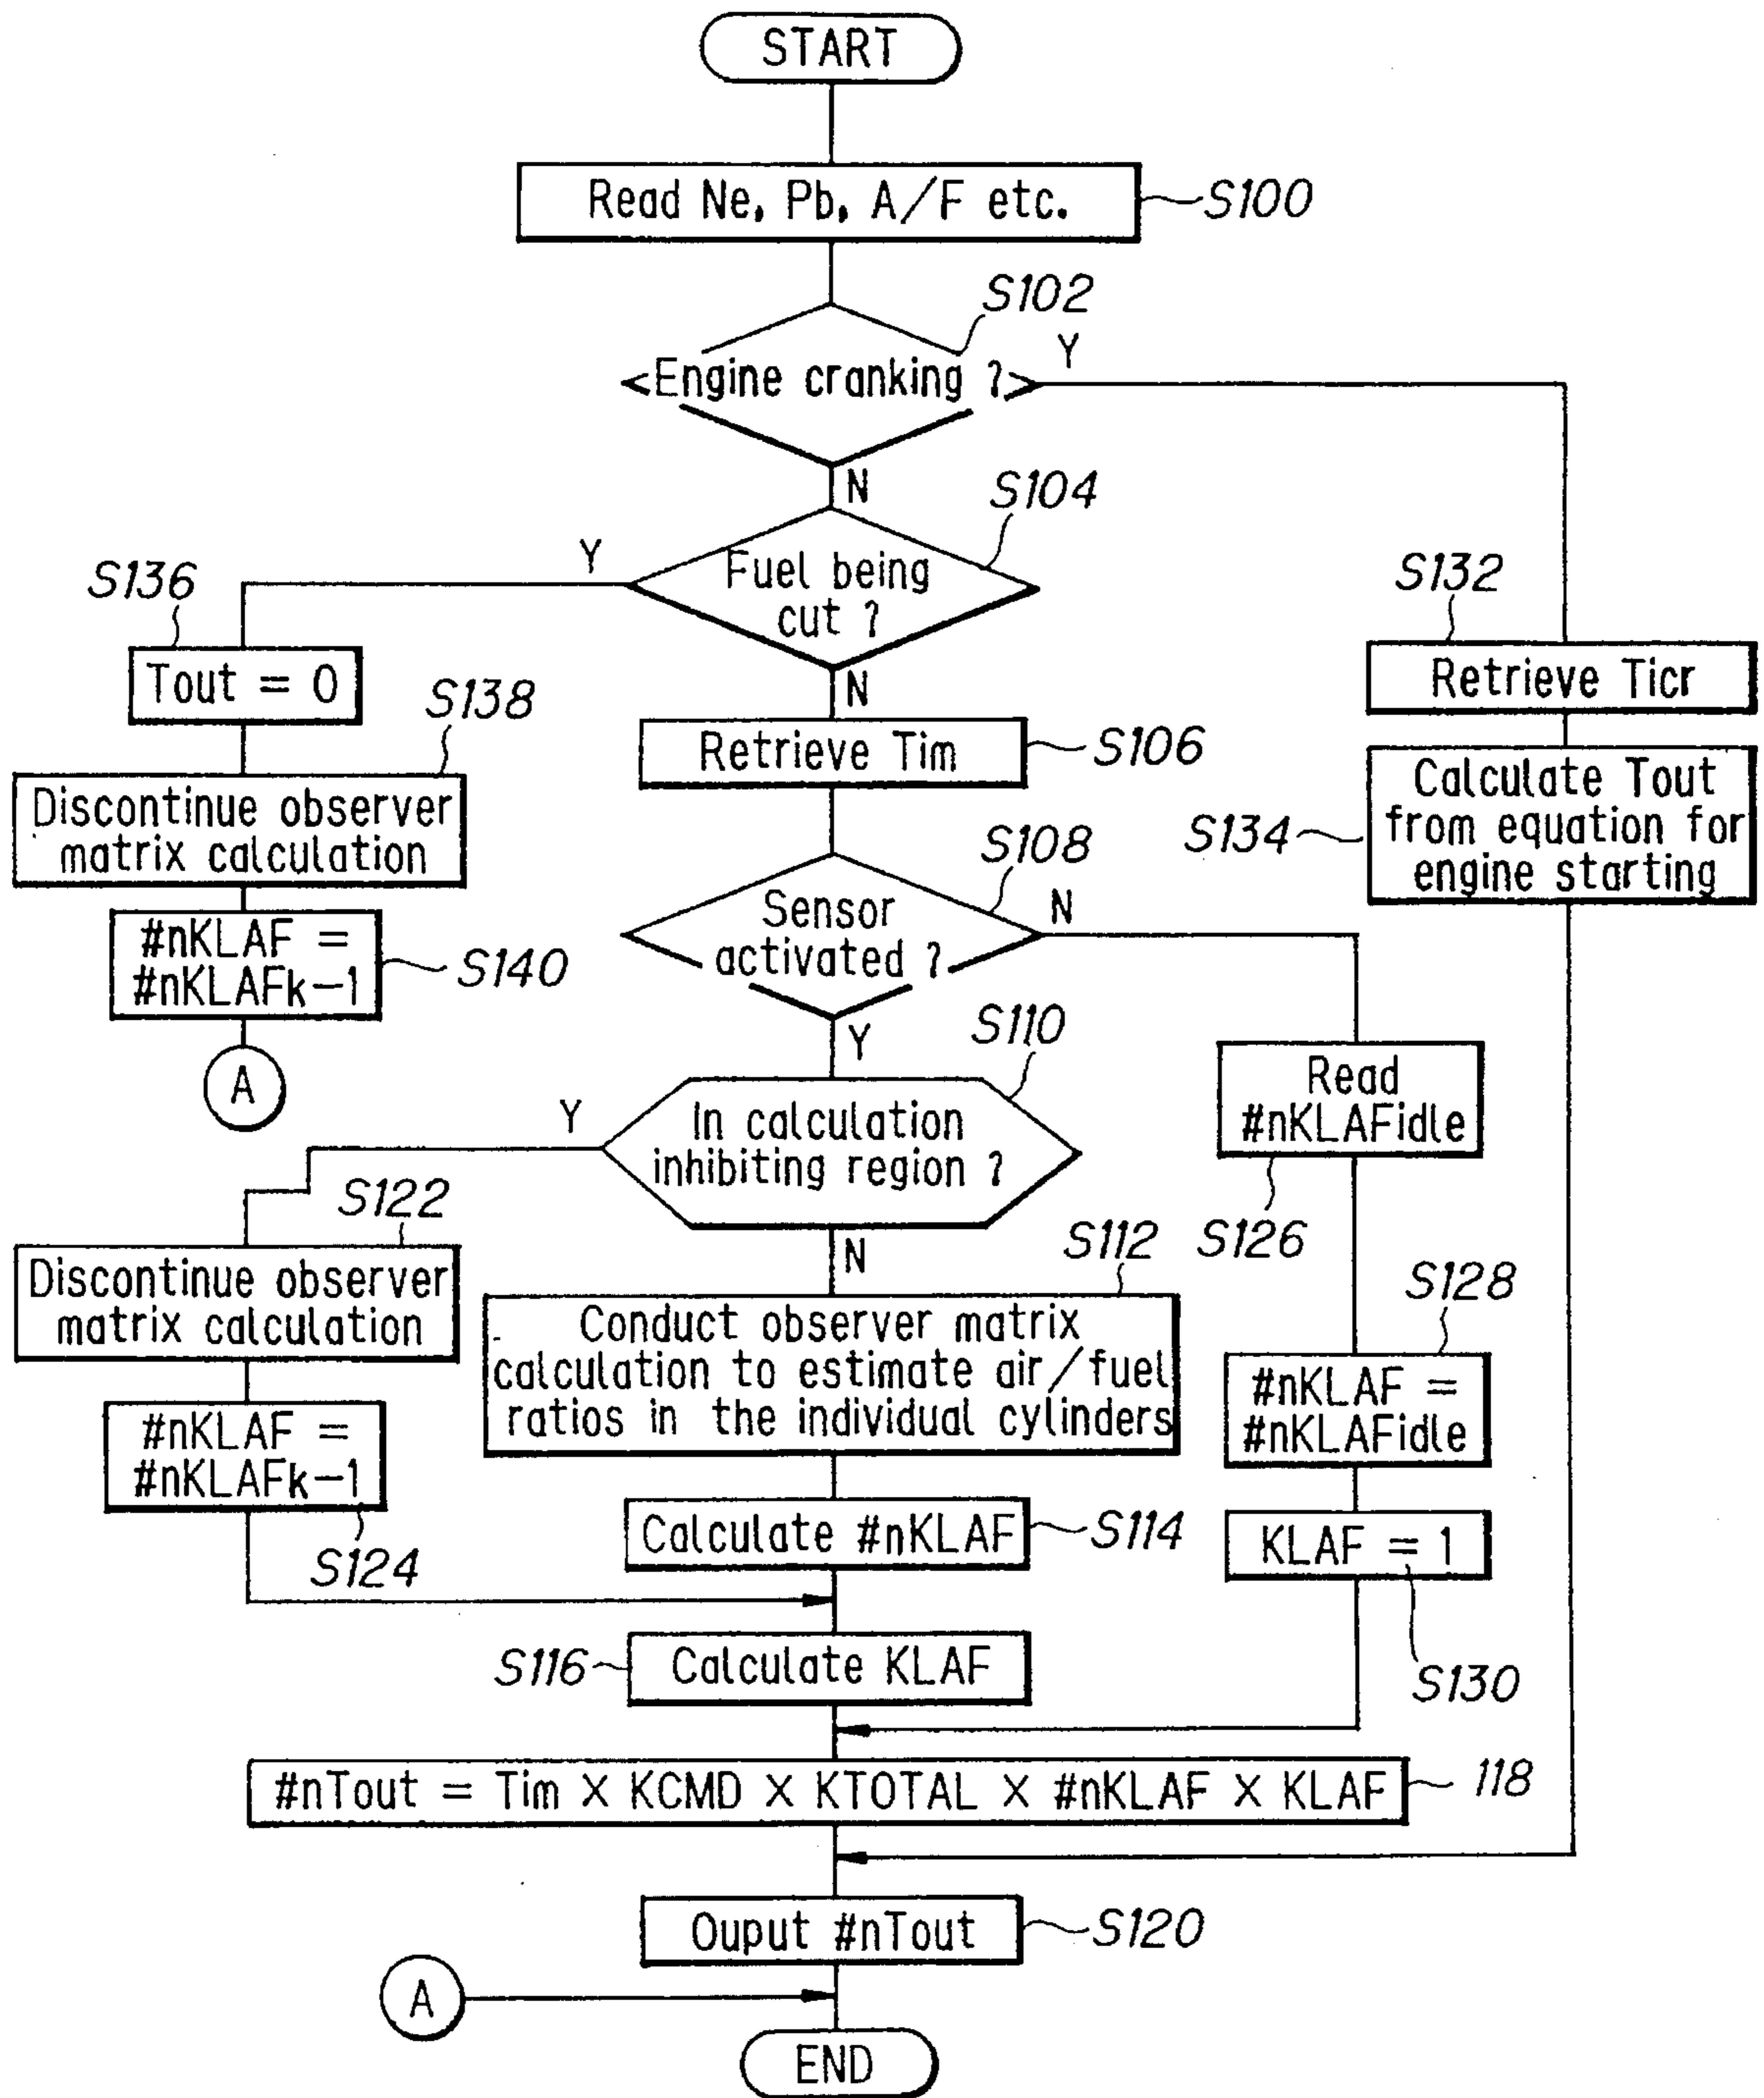 START
Read Ne, Pb, A/F etc.
S100
S102
Engine cranking ?
Y
N
S104
Fuel being
cut ?
Y
N
S136
Tout = 0
S138
Discontinue observer
matrix calculation
#nKLAF =
#nKLAFk-1
S140
A
S132
Retrieve Ticr
Calculate Tout
from equation for
engine starting
S134
Retrieve Tim
S106
S108
Sensor
activated ?
N
Y
S110
In calculation
inhibiting region ?
Y
N
Read
#nKLAFidle
S126
S128
#nKLAF =
#nKLAFidle
KLAF = 1
S130
S122
Discontinue observer
matrix calculation
#nKLAF =
#nKLAFk-1
S124
S112
Conduct observer matrix
calculation to estimate air/fuel
ratios in the individual cylinders
Calculate #nKLAF
S114
S116
Calculate KLAF
#nTout = Tim X KCMD X KTOTAL X #nKLAF X KLAF
118
Ouput #nTout
S120
A
END